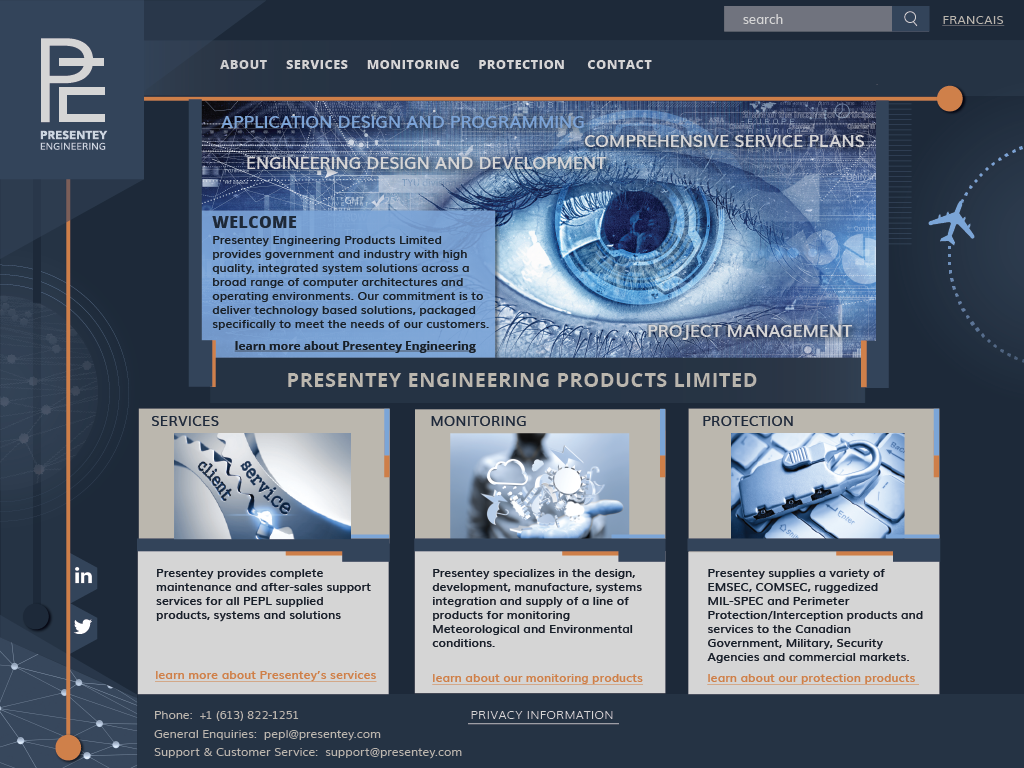 search
FRANCAIS
ABOUT SERVICES MONITORING PROTECTION CONTACT
PRESENTEY
ENGINEERING
APPLICATION DESIGN AND PROGRAMMING
COMPREHENSIVE SERVICE PLANS
ENGINEERING DESIGN AND DEVELOPMENT
WELCOME
Presentey Engineering Products Limited
provides government and industry with high
quality, integrated system solutions across a
broad range of computer architectures and
operating environments. Our commitment is to
deliver technology based solutions, packaged
specifically to meet the needs of our customers.
learn more about Presentey Engineering
PROJECT MANAGEMENT
PRESENTEY ENGINEERING PRODUCTS LIMITED
SERVICES
client
service
Presentey provides complete
maintenance and after-sales support
services for all PEPL supplied
products, systems and solutions
learn more about Presentey’s services
MONITORING
Presentey specializes in the design,
development, manufacture, systems
integration and supply of a line of
products for monitoring
Meteorological and Environmental
conditions.
learn about our monitoring products
PROTECTION
Enter
Presentey supplies a variety of
EMSEC, COMSEC, ruggedized
MIL-SPEC and Perimeter
Protection/Interception products and
services to the Canadian
Government, Military, Security
Agencies and commercial markets.
learn about our protection products
in
Phone: +1 (613) 822-1251
General Enquiries: pepl@presentey.com
Support & Customer Service: support@presentey.com
PRIVACY INFORMATION